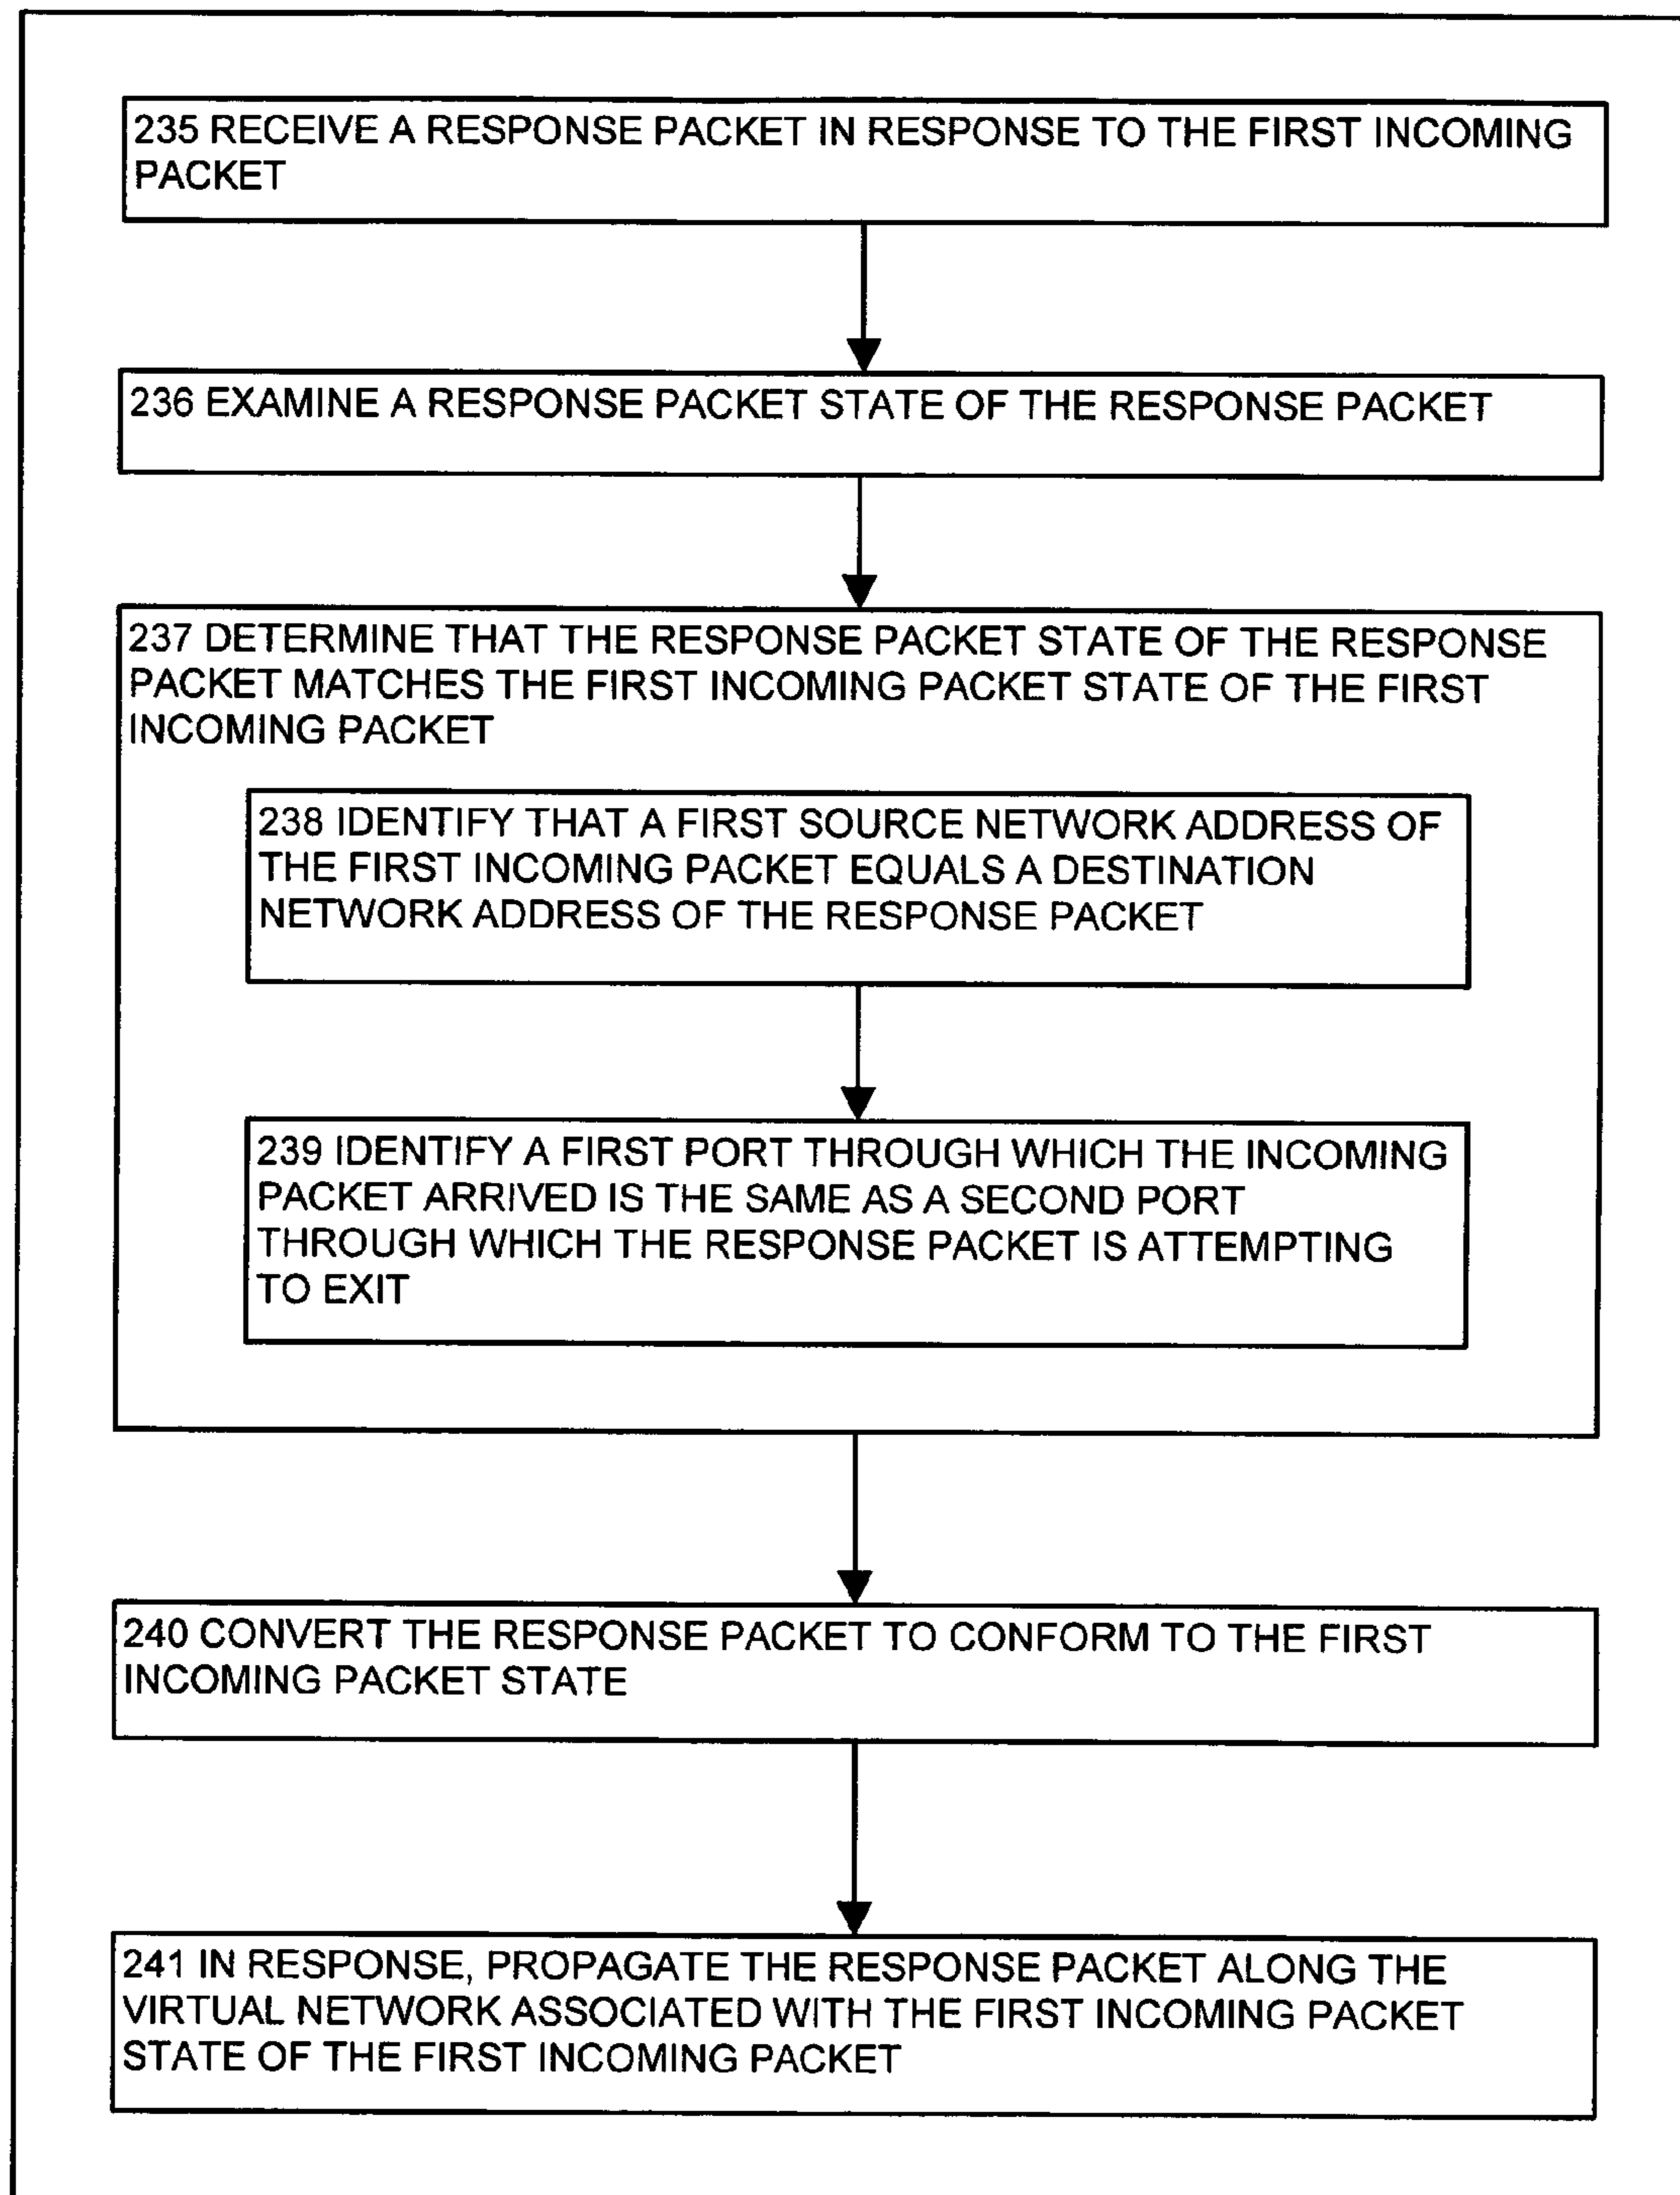 235 RECEIVE A RESPONSE PACKET IN RESPONSE TO THE FIRST INCOMING
PACKET
236 EXAMINE A RESPONSE PACKET STATE OF THE RESPONSE PACKET
237 DETERMINE THAT THE RESPONSE PACKET STATE OF THE RESPONSE
PACKET MATCHES THE FIRST INCOMING PACKET STATE OF THE FIRST
INCOMING PACKET
238 IDENTIFY THAT A FIRST SOURCE NETWORK ADDRESS OF
THE FIRST INCOMING PACKET EQUALS A DESTINATION
NETWORK ADDRESS OF THE RESPONSE PACKET
239 IDENTIFY A FIRST PORT THROUGH WHICH THE INCOMING
PACKET ARRIVED IS THE SAME AS A SECOND PORT
THROUGH WHICH THE RESPONSE PACKET IS ATTEMPTING
TO EXIT
240 CONVERT THE RESPONSE PACKET TO CONFORM TO THE FIRST
INCOMING PACKET STATE
241 IN RESPONSE, PROPAGATE THE RESPONSE PACKET ALONG THE
VIRTUAL NETWORK ASSOCIATED WITH THE FIRST INCOMING PACKET
STATE OF THE FIRST INCOMING PACKET